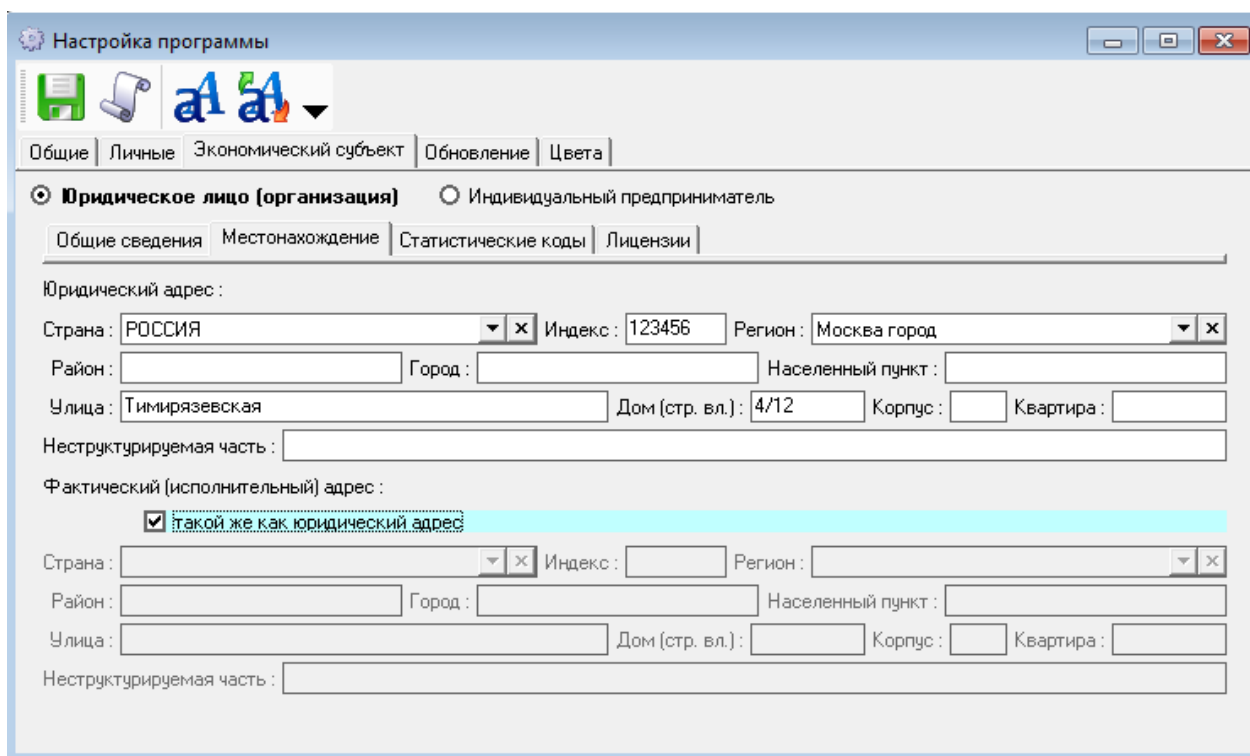 Настройка программы
Общие Личные Экономический субъект Обновление Цвета
Юридическое лицо (организация) Индивидуальный предприниматель
Общие сведения Местонахождение Статистические коды Лицензии
Юридический адрес :
Страна : РОССИЯ Индекс : 123456 Регион : Москва город
Район : Город : Населенный пункт :
Улица : Тимирязевская Дом (стр. вл.) : 4/12 Корпус : Квартира :
Неструктурируемая часть :
Фактический (исполнительный) адрес :
такой же как юридический адрес
Страна : Индекс : Регион :
Район : Город : Населенный пункт :
Улица : Дом (стр. вл.) : Корпус : Квартира :
Неструктурируемая часть :